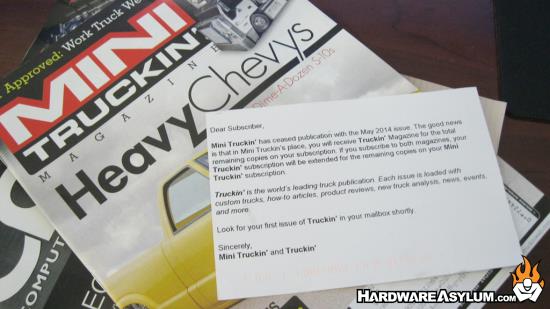 Approved: Work Truck We
MINI
TRUCKIN'
MAGAZINE
HeavyChevys
Dime-A-Dozen S-10s
Dear Subscriber,
Mini Truckin' has ceased publication with the May 2014 issue. The good news
is that in Mini Truckin's place, you will receive Truckin' Magazine for the total
remaining copies on your subscription. If you subscribe to both magazines, your
Truckin' subscription will be extended for the remaining copies on your Mini
Truckin' subscription.
Truckin' is the world's leading truck publication. Each issue is loaded with
custom trucks, how-to articles, product reviews, new truck analysis, news, events,
and more.
Look for your first issue of Truckin' in your mailbox shortly.
Sincerely,
Mini Truckin' and Truckin'
COMPUT
HARDWAREASYLUM.COM